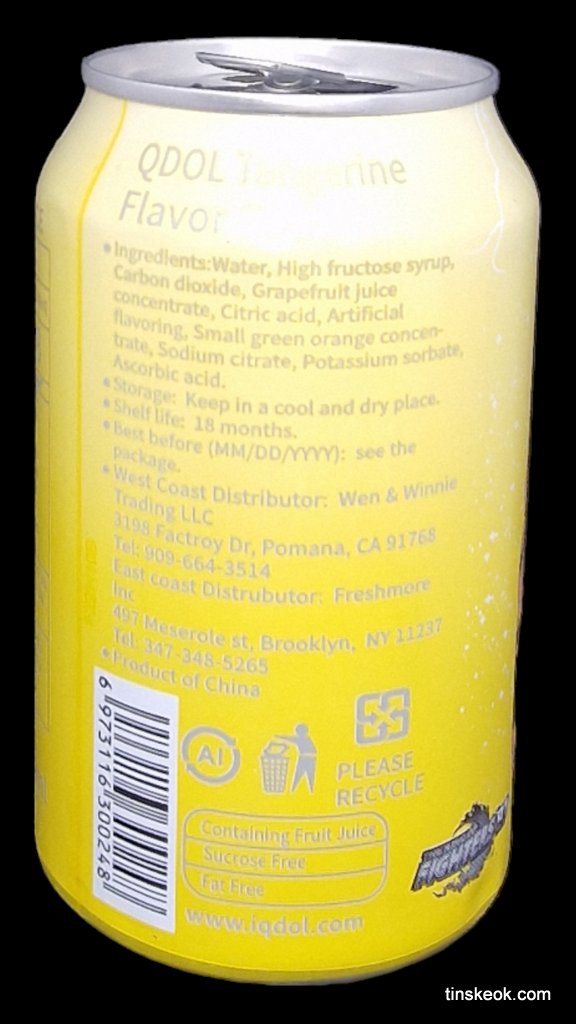 QDOL Tangerine
Flavor
•Ingredients:Water, High fructose syrup,
Carbon dioxide, Grapefruit juice
concentrate, Citric acid, Artificial
flavoring, Small green orange concen-
trate, Sodium citrate, Potassium sorbate,
Ascorbic acid.
•Storage: Keep in a cool and dry place.
•Shelf life: 18 months.
•Best before (MM/DD/YYYY): see the
package.
•West Coast Distributor: Wen & Winnie
Trading LLC
3198 Factroy Dr, Pomana, CA 91768
Tel: 909-664-3514
East coast Distrubutor: Freshmore
Inc
497 Meserole st, Brooklyn, NY 11237
Tel: 347-348-5265
•Product of China
6 973116 300248
Al
PLEASE
RECYCLE
Containing Fruit Juice
Sucrose Free
Fat Free
www.iqdol.com
FIGHTERS
tinskeok.com